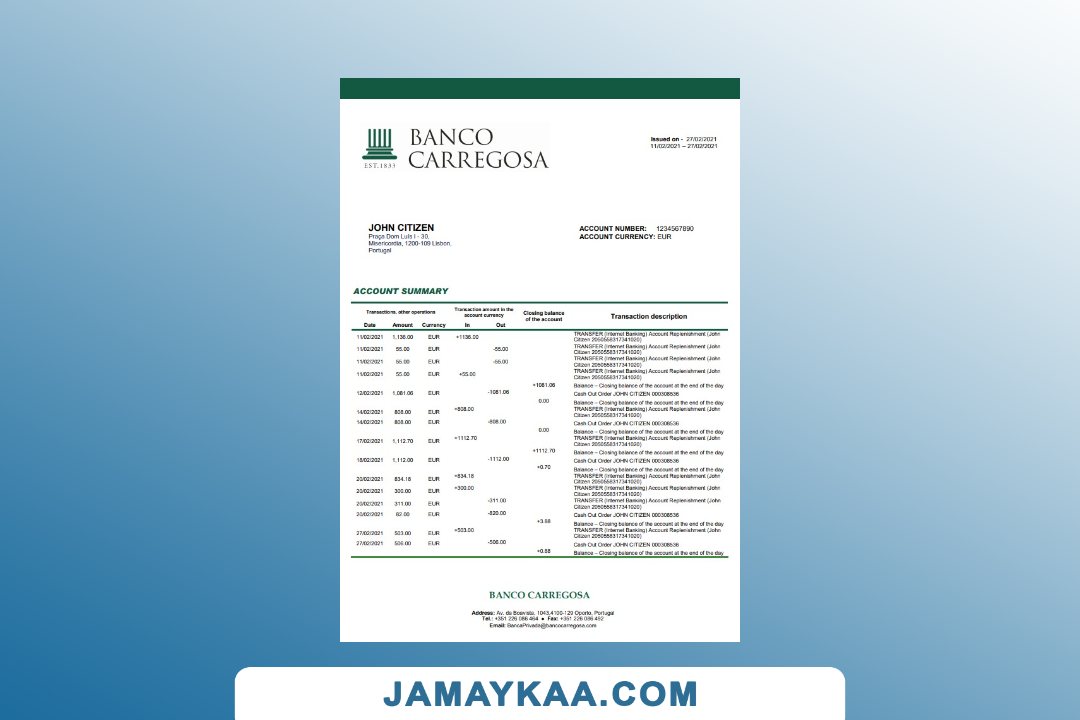 BANCO
CARREGOSA
EST.1833
Issued on - 27/02/2021
11/02/2021 – 27/02/2021
JOHN CITIZEN
Praça Dom Luís I - 30,
Misericordia, 1200-109 Lisbon,
Portugal
ACCOUNT NUMBER: 1234567890
ACCOUNT CURRENCY: EUR
ACCOUNT SUMMARY
Transactions, other operations
Transaction amount in the
account currency
Closing balance
of the account
Transaction description
Date Amount Currency In Out
11/02/2021 1,136.00 EUR +1136.00 TRANSFER (Internet Banking) Account Replenishment (John
Citizen 2050558317341020)
11/02/2021 55.00 EUR -55.00 TRANSFER (Internet Banking) Account Replenishment (John
Citizen 2050558317341020)
11/02/2021 55.00 EUR -55.00 TRANSFER (Internet Banking) Account Replenishment (John
Citizen 2050558317341020)
11/02/2021 55.00 EUR +55.00 TRANSFER (Internet Banking) Account Replenishment (John
Citizen 2050558317341020)
+1081.06 Balance – Closing balance of the account at the end of the day
12/02/2021 1,081.06 EUR -1081.06 Cash Out Order JOHN CITIZEN 000308536
0.00 Balance – Closing balance of the account at the end of the day
14/02/2021 808.00 EUR +808.00 TRANSFER (Internet Banking) Account Replenishment (John
Citizen 2050558317341020)
14/02/2021 808.00 EUR -808.00 Cash Out Order JOHN CITIZEN 000308536
0.00 Balance – Closing balance of the account at the end of the day
17/02/2021 1,112.70 EUR +1112.70 TRANSFER (Internet Banking) Account Replenishment (John
Citizen 2050558317341020)
+1112.70 Balance – Closing balance of the account at the end of the day
18/02/2021 1,112.00 EUR -1112.00 Cash Out Order JOHN CITIZEN 000308536
+0.70 Balance – Closing balance of the account at the end of the day
20/02/2021 834.18 EUR +834.18 TRANSFER (Internet Banking) Account Replenishment (John
Citizen 2050558317341020)
20/02/2021 300.00 EUR +300.00 TRANSFER (Internet Banking) Account Replenishment (John
Citizen 2050558317341020)
20/02/2021 311.00 EUR -311.00 TRANSFER (Internet Banking) Account Replenishment (John
Citizen 2050558317341020)
20/02/2021 82.00 EUR -820.00 Cash Out Order JOHN CITIZEN 000308536
+3.88 Balance – Closing balance of the account at the end of the day
27/02/2021 503.00 EUR +503.00 TRANSFER (Internet Banking) Account Replenishment (John
Citizen 2050558317341020)
27/02/2021 506.00 EUR -506.00 Cash Out Order JOHN CITIZEN 000308536
+0.88 Balance – Closing balance of the account at the end of the day
BANCO CARREGOSA
Address: Av. da Boavista, 1043,4100-129 Oporto, Portugal
Tel.: +351 226 086 464 ● Fax: +351 226 086 492
Email: BancaPrivada@bancocarregosa.com
JAMAYKAA.COM